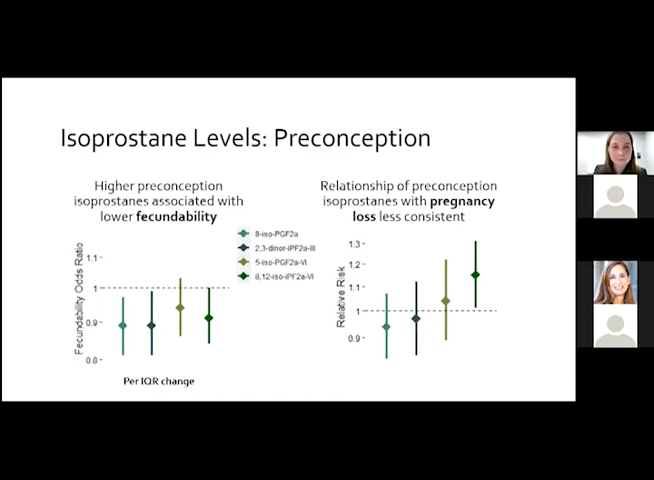 Isoprostane Levels: Preconception
Higher preconception
isoprostanes associated with
lower fecundability
Relationship of preconception
isoprostanes with pregnancy
loss less consistent
8-iso-PGF2a
2,3-dinor-iPF2a-III
5-iso-PGF2a-VI
8,12-iso-iPF2a-VI
Fecundability Odds Ratio
1.1
1
0.9
0.8
Per IQR change
Relative Risk
1.3
1.2
1.1
1
0.9